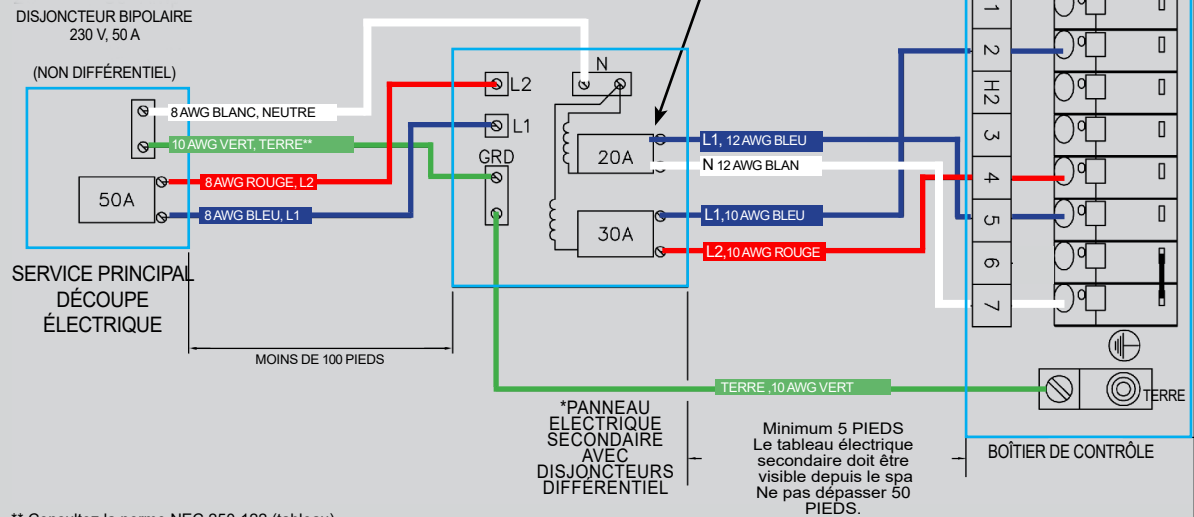 DISJONCTEUR BIPOLAIRE
230 V, 50 A
(NON DIFFÉRENTIEL)
8 AWG BLANC, NEUTRE
10 AWG VERT, TERRE**
8 AWG ROUGE, L2
8 AWG BLEU, L1
50A
SERVICE PRINCIPAL
DÉCOUPE
ÉLECTRIQUE
MOINS DE 100 PIEDS
L2
L1
GRD
N
20A
30A
L1, 12 AWG BLEU
N 12 AWG BLAN
L1,10 AWG BLEU
L2,10 AWG ROUGE
TERRE ,10 AWG VERT
*PANNEAU
ELECTRIQUE
SECONDAIRE
AVEC
DISJONCTEURS
DIFFÉRENTIEL
Minimum 5 PIEDS
Le tableau électrique
secondaire doit être
visible depuis le spa
Ne pas dépasser 50
PIEDS.
1
2
H2
3
4
5
6
7
TERRE
BOÎTIER DE CONTRÔLE